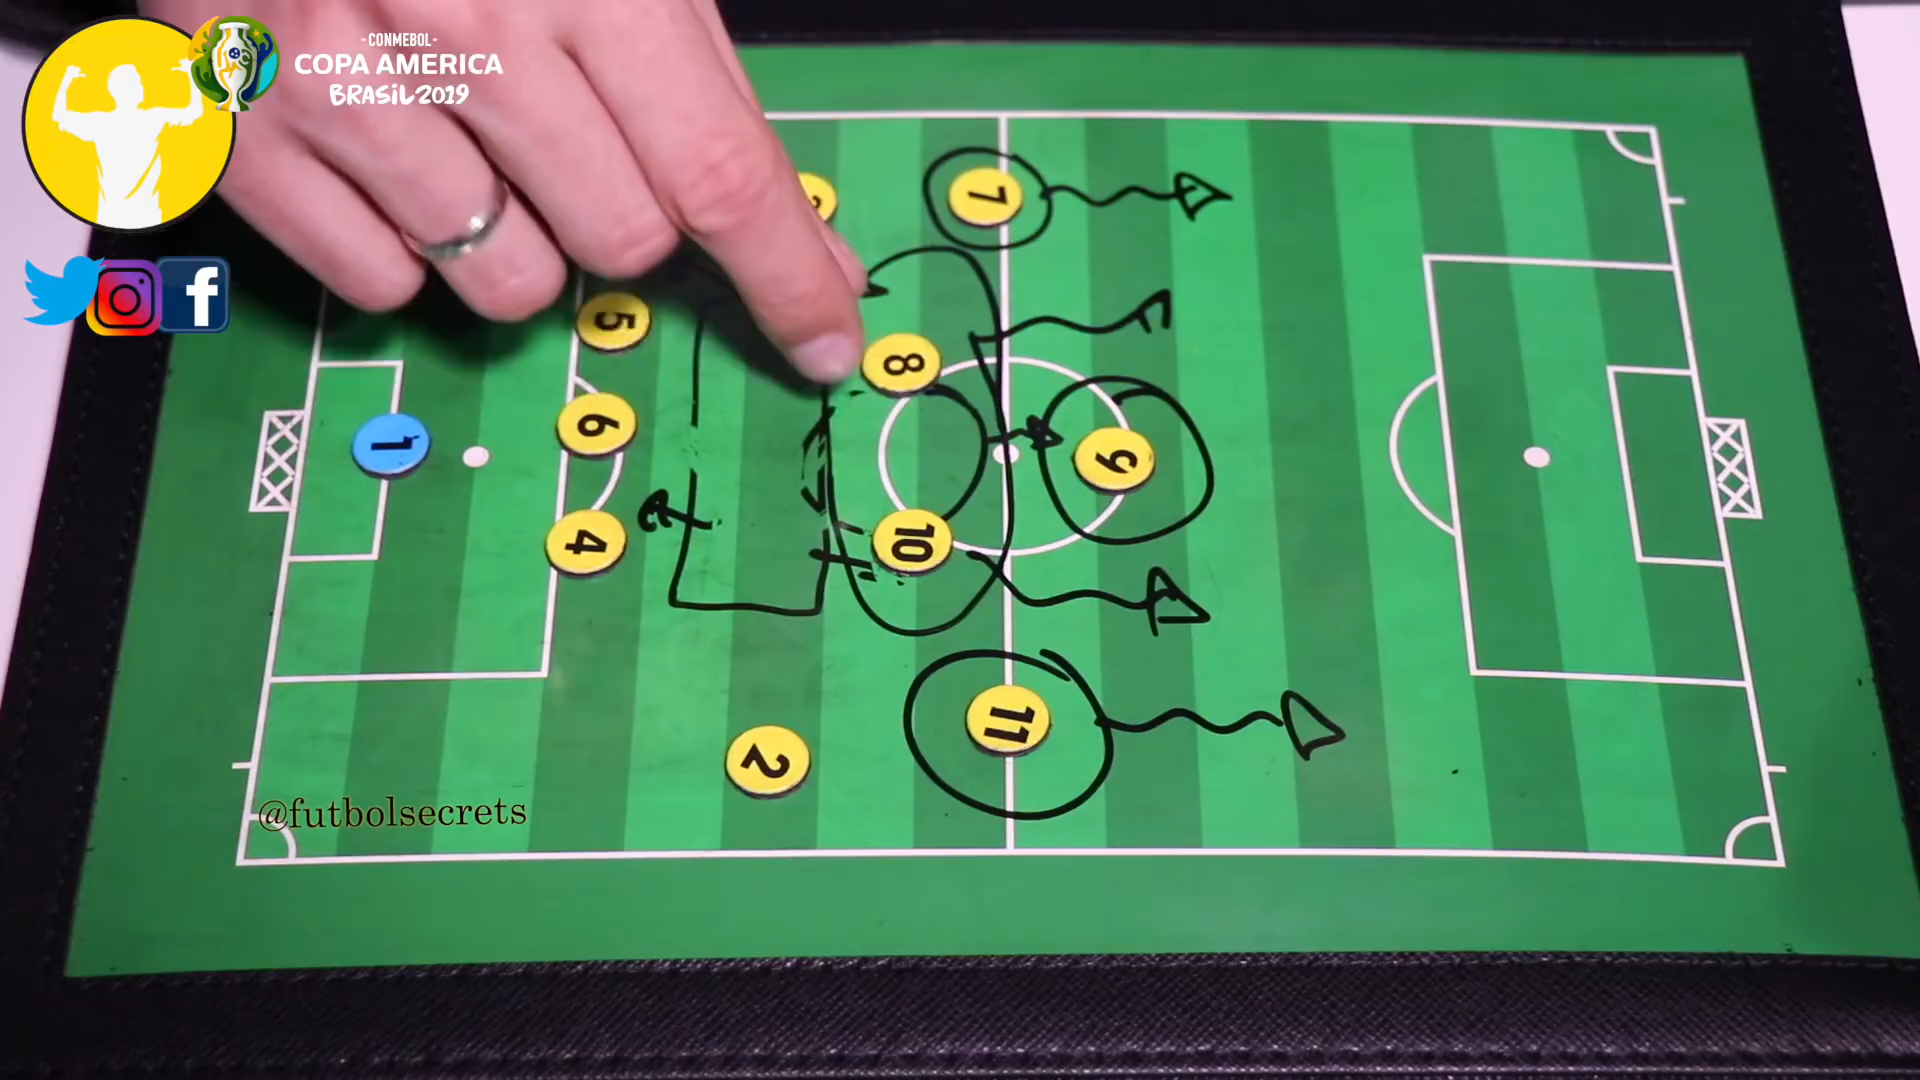 -CONMEBOL-
COPA AMERICA
BRASIL2019
f
7
5
8
6
1
9
4
10
11
2
@futbolsecrets